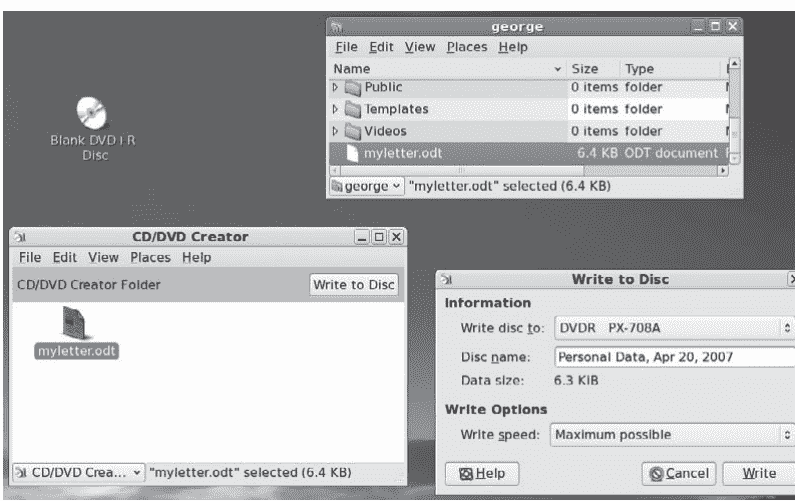 george
File Edit View Places Help
Name Size Type
Public 0 items folder
Templates 0 items folder
Videos 0 items folder
myletter.odt 6.4 KB ODT document
george "myletter.odt" selected (6.4 KB)
Blank DVD+R
Disc
CD/DVD Creator
File Edit View Places Help
CD/DVD Creator Folder Write to Disc
myletter.odt
CD/DVD Crea... "myletter.odt" selected (6.4 KB)
Write to Disc
Information
Write disc to: DVDR PX-708A
Disc name: Personal Data, Apr 20, 2007
Data size: 6.3 KiB
Write Options
Write speed: Maximum possible
Help Cancel Write